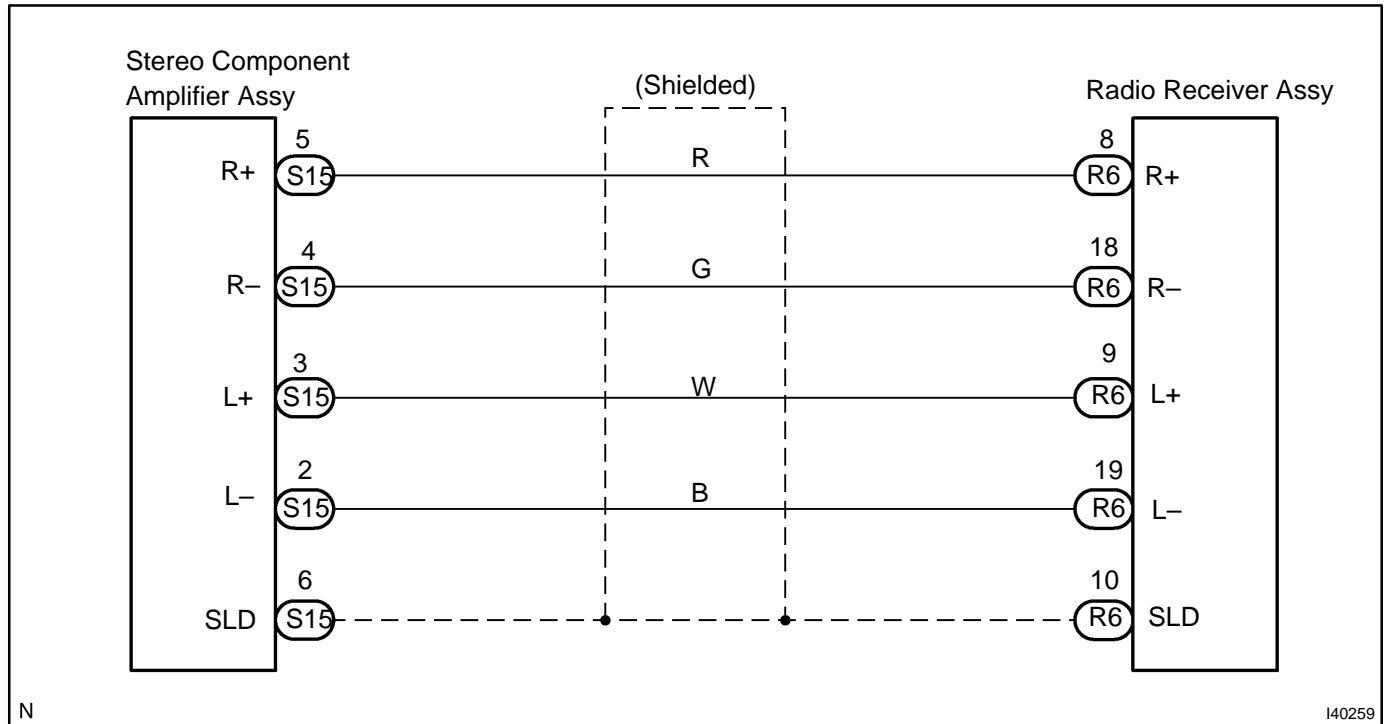 Stereo Component
Amplifier Assy
(Shielded)
Radio Receiver Assy
5
8
R+
S15
R
R6
R+
4
18
R–
S15
G
R6
R–
3
9
L+
S15
W
R6
L+
2
19
L–
S15
B
R6
L–
6
10
SLD
S15
R6
SLD
N
I40259